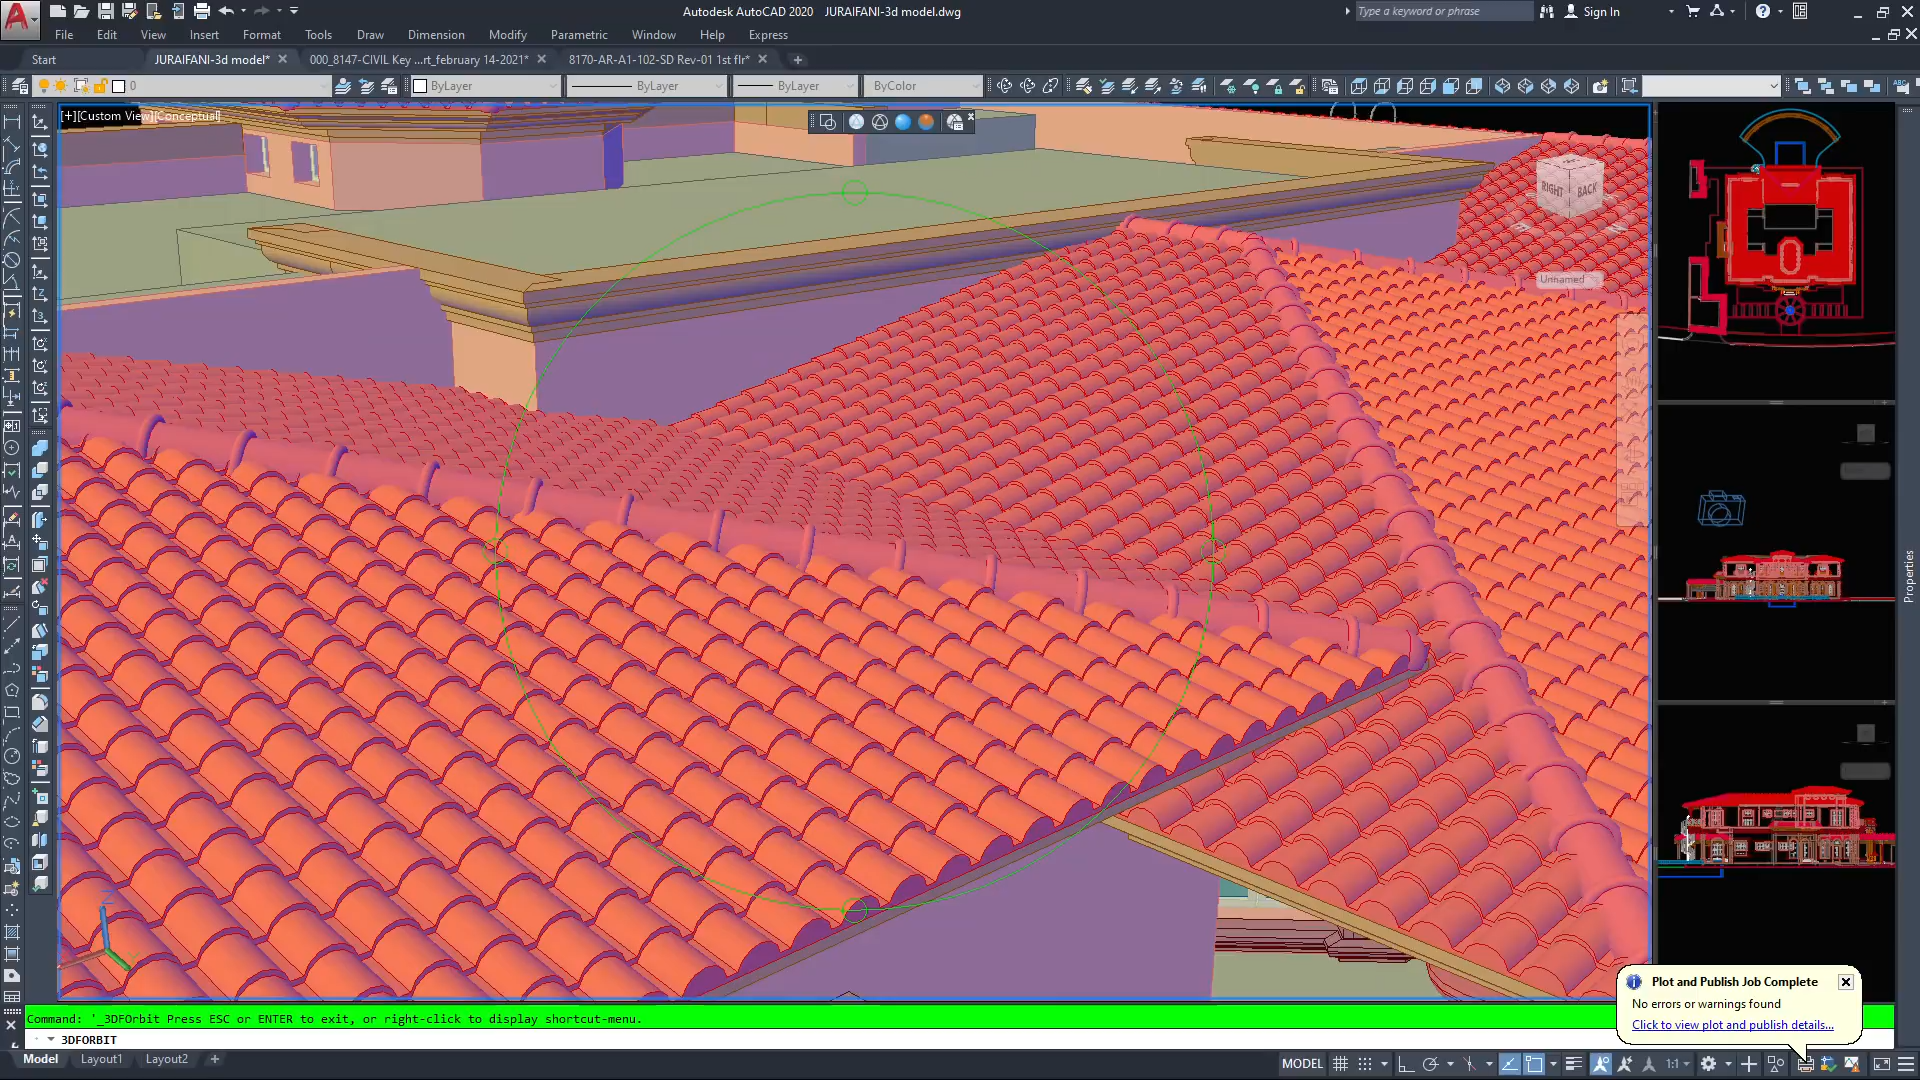 Autodesk AutoCAD 2020 JURAIFANI-3d model.dwg
Type a keyword or phrase
Sign In
File Edit View Insert Format Tools Draw Dimension Modify Parametric Window Help Express
Start
JURAIFANI-3d model*
000_8147-CIVIL Key ...rt_february 14-2021*
8170-AR-A1-102-SD Rev-01 1st flr*
0
ByLayer
ByLayer
ByLayer
ByColor
[+][Custom View][Conceptual]
RIGHT BACK
Unnamed
Properties
Z
Plot and Publish Job Complete
No errors or warnings found
Click to view plot and publish details...
Command: '_3DFOrbit Press ESC or ENTER to exit, or right-click to display shortcut-menu.
3DFORBIT
Model Layout1 Layout2
MODEL
1:1